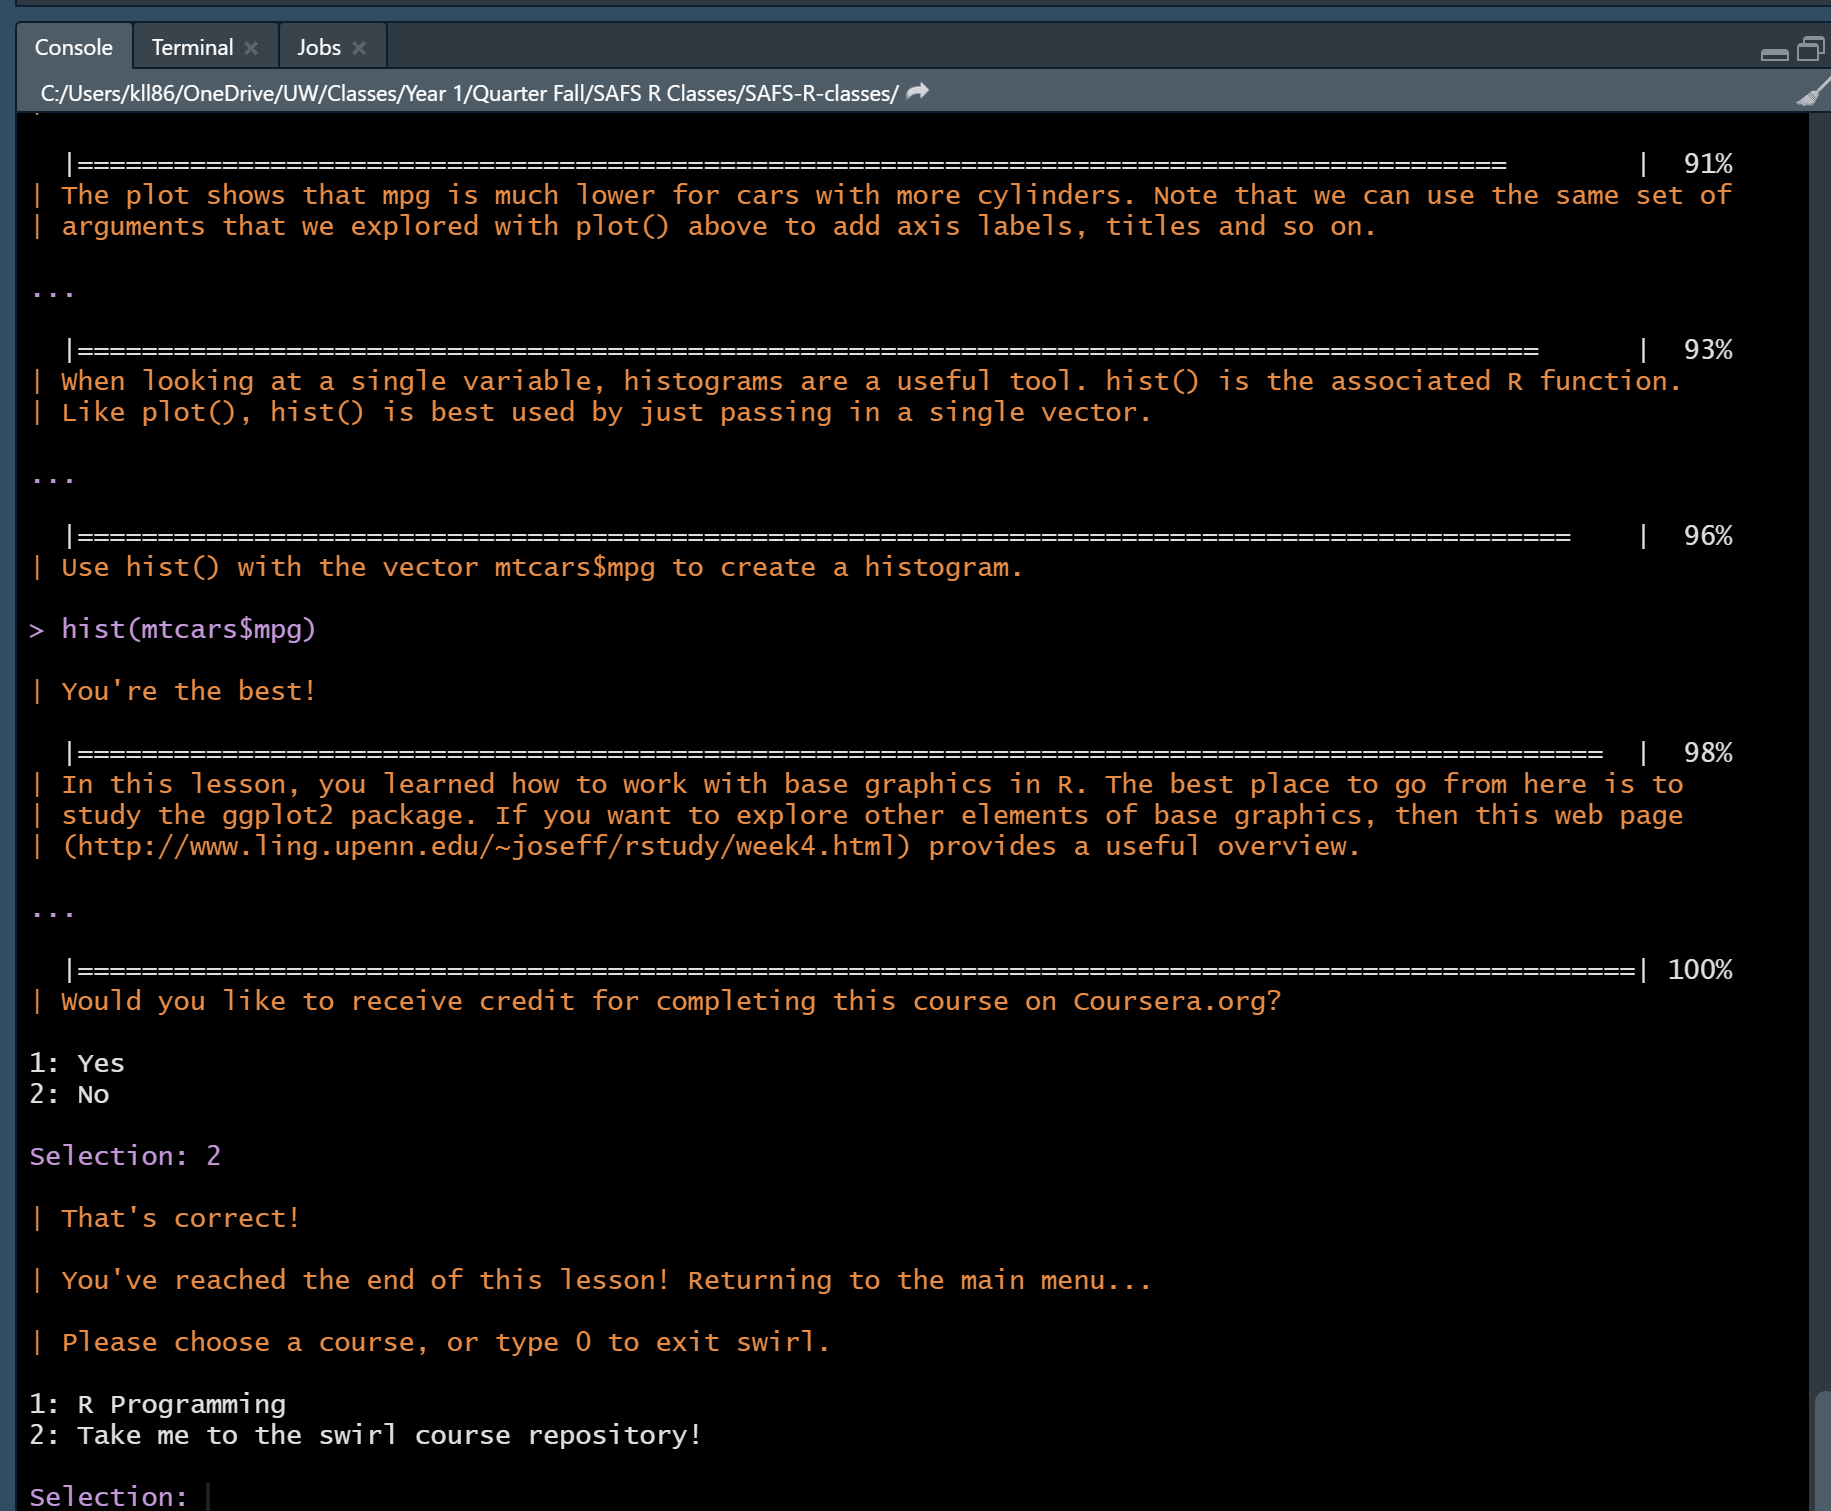 Console Terminal Jobs
C:/Users/kll86/OneDrive/UW/Classes/Year 1/Quarter Fall/SAFS R Classes/SAFS-R-classes/
|========================================================================================= | 91%
| The plot shows that mpg is much lower for cars with more cylinders. Note that we can use the same set of
| arguments that we explored with plot() above to add axis labels, titles and so on.
...
|=========================================================================================== | 93%
| When looking at a single variable, histograms are a useful tool. hist() is the associated R function.
| Like plot(), hist() is best used by just passing in a single vector.
...
|============================================================================================= | 96%
| Use hist() with the vector mtcars$mpg to create a histogram.
> hist(mtcars$mpg)
| You're the best!
|=============================================================================================== | 98%
| In this lesson, you learned how to work with base graphics in R. The best place to go from here is to
| study the ggplot2 package. If you want to explore other elements of base graphics, then this web page
| (http://www.ling.upenn.edu/~joseff/rstudy/week4.html) provides a useful overview.
...
|=================================================================================================| 100%
| Would you like to receive credit for completing this course on Coursera.org?
1: Yes
2: No
Selection: 2
| That's correct!
| You've reached the end of this lesson! Returning to the main menu...
| Please choose a course, or type 0 to exit swirl.
1: R Programming
2: Take me to the swirl course repository!
Selection: